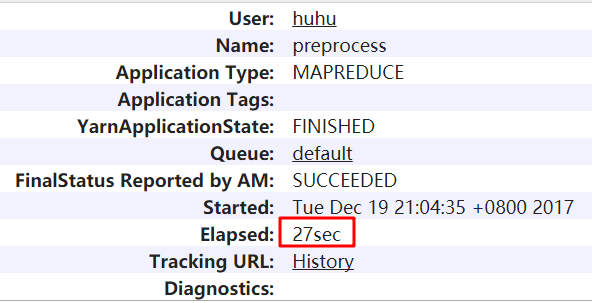 User: huhu
Name: preprocess
Application Type: MAPREDUCE
Application Tags:
YarnApplicationState: FINISHED
Queue: default
FinalStatus Reported by AM: SUCCEEDED
Started: Tue Dec 19 21:04:35 +0800 2017
Elapsed: 27sec
Tracking URL: History
Diagnostics: